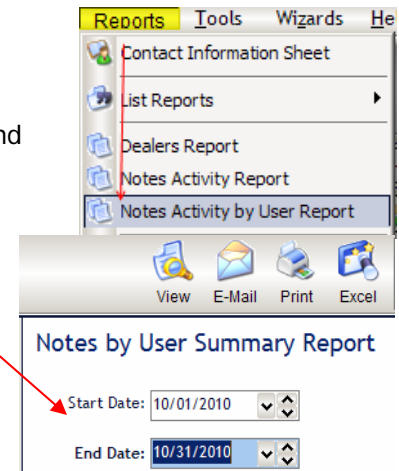 Reports Tools Wizards He
Contact Information Sheet
List Reports
nd
Dealers Report
Notes Activity Report
Notes Activity by User Report
View E-Mail Print Excel
Notes by User Summary Report
Start Date: 10/01/2010
End Date: 10/31/2010